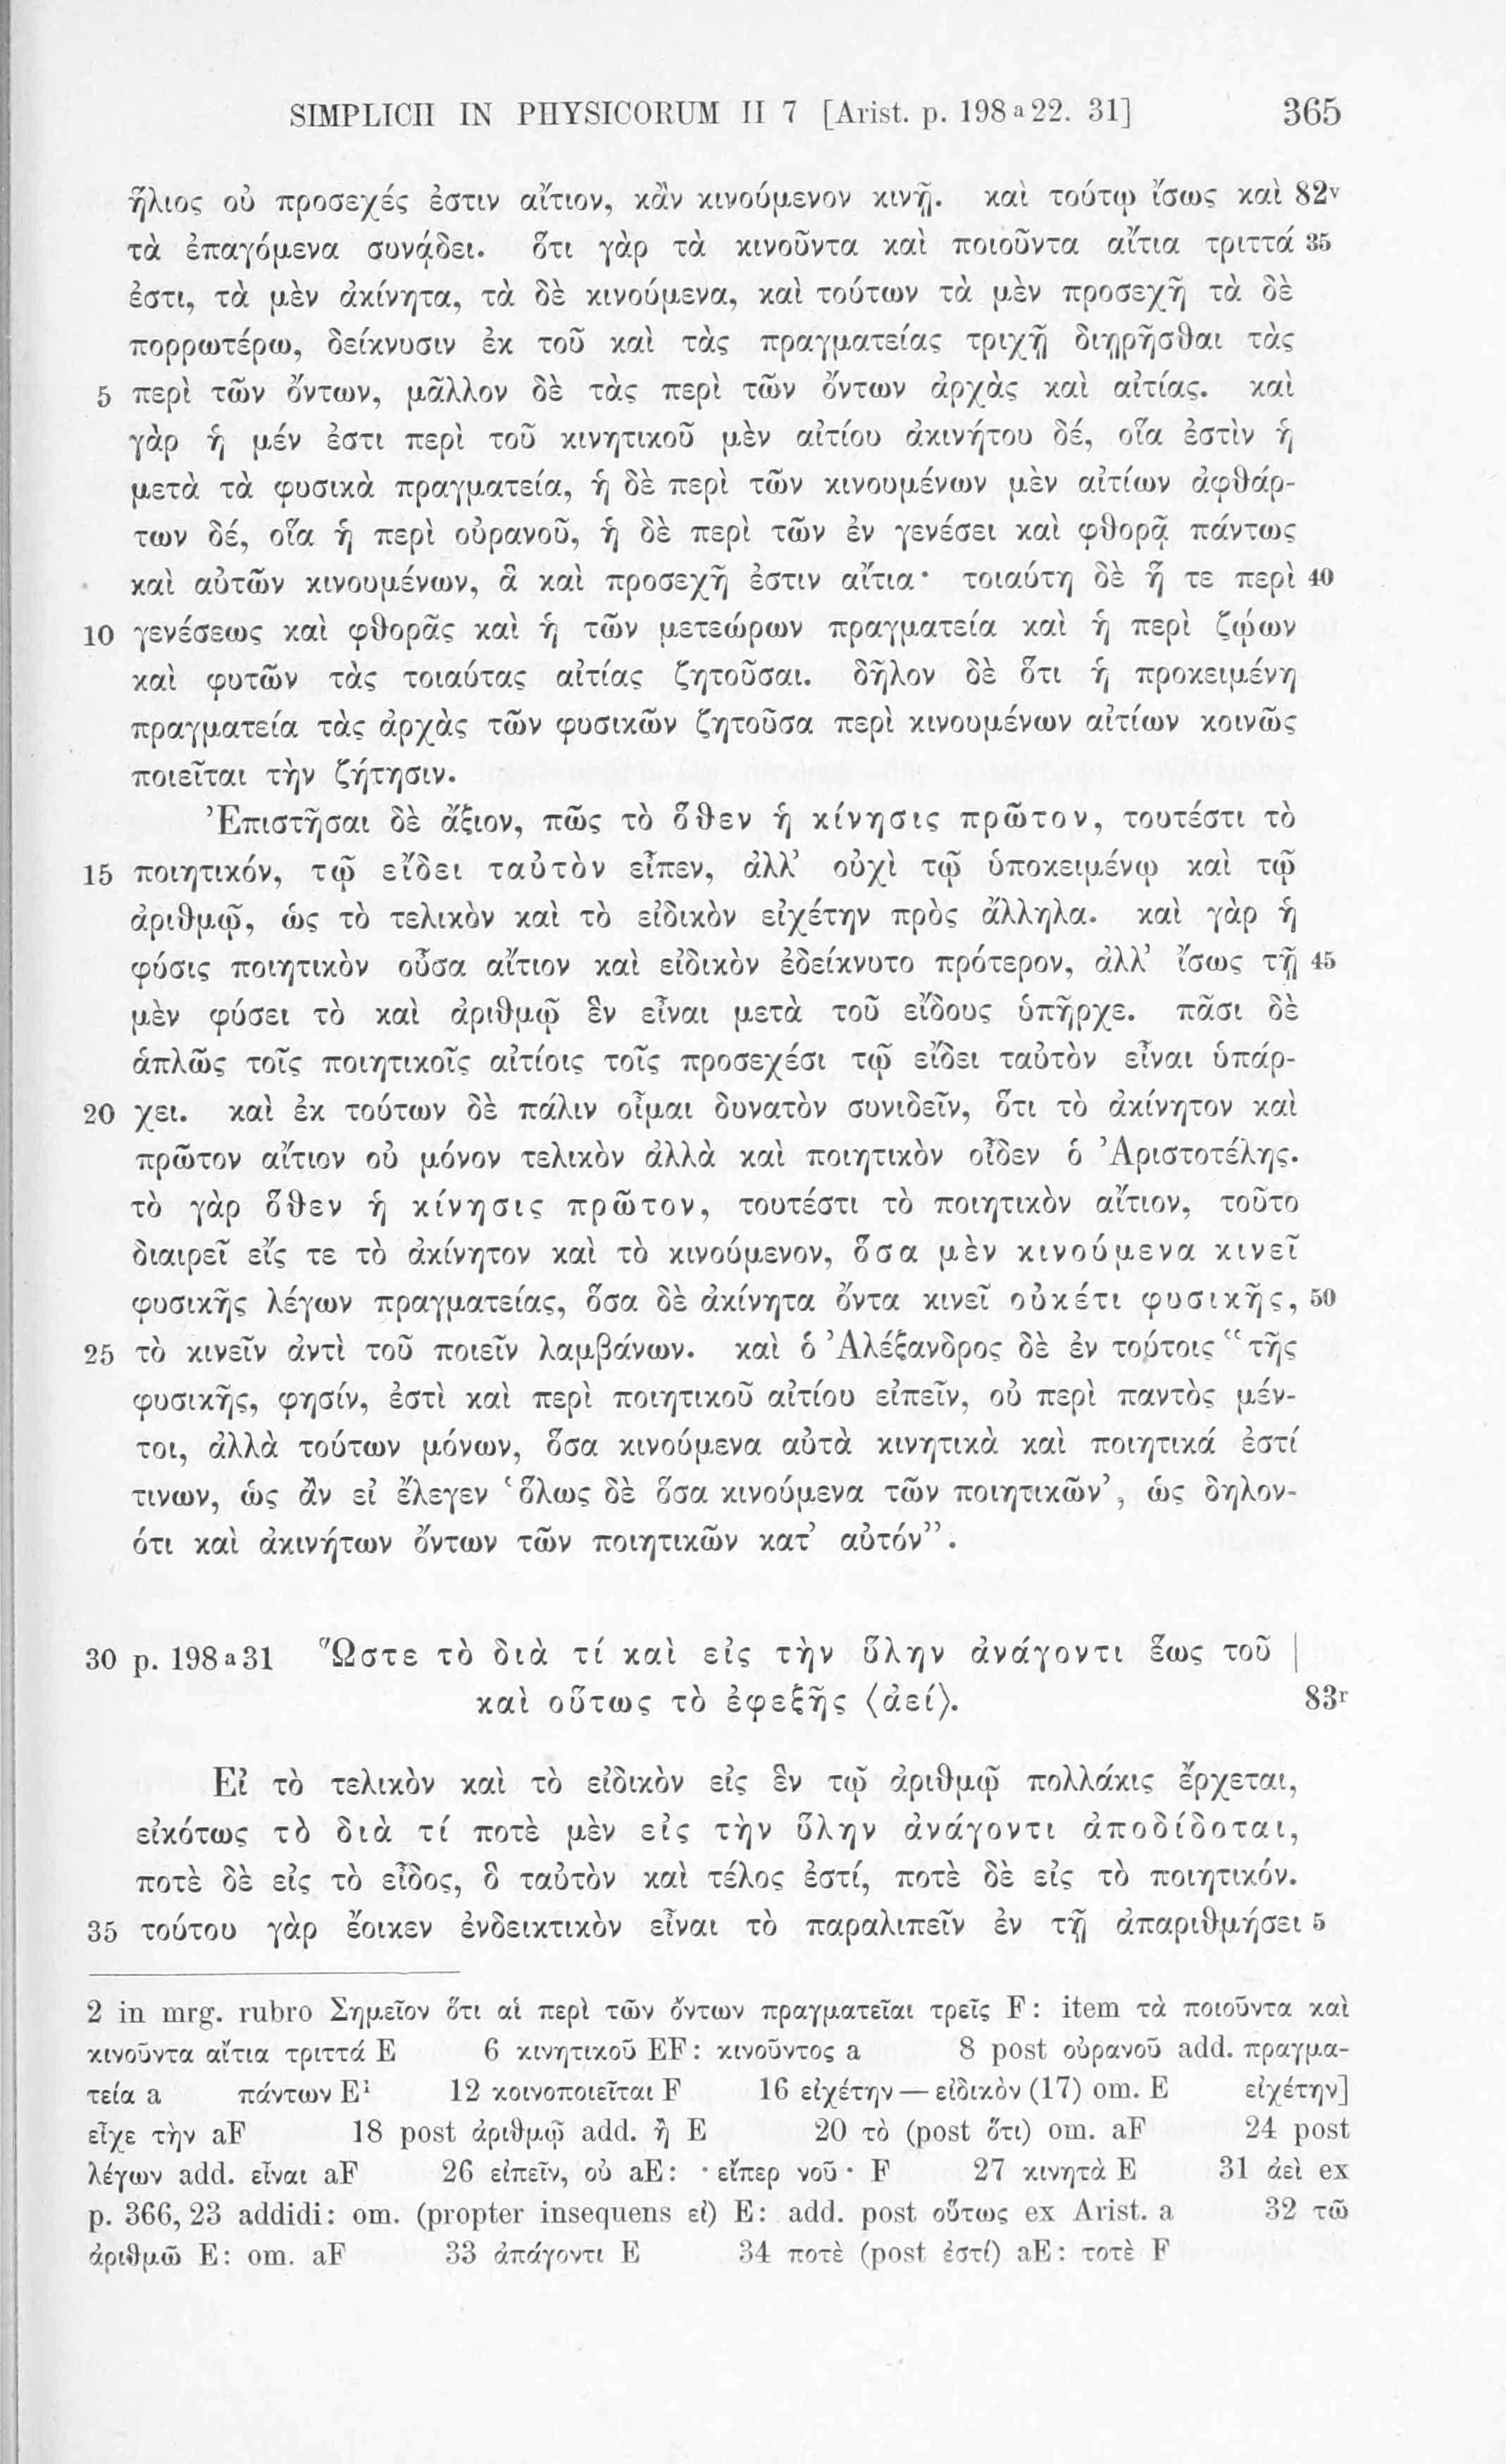 SIMPLICII IN PHYSICORUM II 7 [Arist. p. 198 a 22. 31] 365
ἥλιος οὐ προσεχές ἐστιν αἴτιον, κἂν κινούμενον κινῇ. καὶ τούτῳ ἴσως καὶ 82v
τὰ ἐπαγόμενα συνᾴδει. ὅτι γὰρ τὰ κινοῦντα καὶ ποιοῦντα αἴτια τριττά 35
ἐστι, τὰ μὲν ἀκίνητα, τὰ δὲ κινούμενα, καὶ τούτων τὰ μὲν προσεχῆ τὰ δὲ
πορρωτέρω, δείκνυσιν ἐκ τοῦ καὶ τὰς πραγματείας τριχῇ διῃρῆσθαι τὰς
5 περὶ τῶν ὄντων, μᾶλλον δὲ τὰς περὶ τῶν ὄντων ἀρχὰς καὶ αἰτίας. καὶ
γὰρ ἡ μέν ἐστι περὶ τοῦ κινητικοῦ μὲν αἰτίου ἀκινήτου δέ, οἵα ἐστὶν ἡ
μετὰ τὰ φυσικὰ πραγματεία, ἡ δὲ περὶ τῶν κινουμένων μὲν αἰτίων ἀφθάρ-
των δέ, οἵα ἡ περὶ οὐρανοῦ, ἡ δὲ περὶ τῶν ἐν γενέσει καὶ φθορᾷ πάντως
καὶ αὐτῶν κινουμένων, ἃ καὶ προσεχῆ ἐστιν αἴτια· τοιαύτη δὲ ἥ τε περὶ 40
10 γενέσεως καὶ φθορᾶς καὶ ἡ τῶν μετεώρων πραγματεία καὶ ἡ περὶ ζῴων
καὶ φυτῶν τὰς τοιαύτας αἰτίας ζητοῦσαι. δῆλον δὲ ὅτι ἡ προκειμένη
πραγματεία τὰς ἀρχὰς τῶν φυσικῶν ζητοῦσα περὶ κινουμένων αἰτίων κοινῶς
ποιεῖται τὴν ζήτησιν.
Ἐπιστῆσαι δὲ ἄξιον, πῶς τὸ ὅθεν ἡ κίνησις πρῶτον, τουτέστι τὸ
15 ποιητικόν, τῷ εἴδει ταὐτὸν εἶπεν, ἀλλ’ οὐχὶ τῷ ὑποκειμένῳ καὶ τῷ
ἀριθμῷ, ὡς τὸ τελικὸν καὶ τὸ εἰδικὸν εἰχέτην πρὸς ἄλληλα. καὶ γὰρ ἡ
φύσις ποιητικὸν οὖσα αἴτιον καὶ εἰδικὸν ἐδείκνυτο πρότερον, ἀλλ’ ἴσως τῇ 45
μὲν φύσει τὸ καὶ ἀριθμῷ ἓν εἶναι μετὰ τοῦ εἴδους ὑπῆρχε. πᾶσι δὲ
ἁπλῶς τοῖς ποιητικοῖς αἰτίοις τοῖς προσεχέσι τῷ εἴδει ταὐτὸν εἶναι ὑπάρ-
20 χει. καὶ ἐκ τούτων δὲ πάλιν οἶμαι δυνατὸν συνιδεῖν, ὅτι τὸ ἀκίνητον καὶ
πρῶτον αἴτιον οὐ μόνον τελικὸν ἀλλὰ καὶ ποιητικὸν οἶδεν ὁ Ἀριστοτέλης.
τὸ γὰρ ὅθεν ἡ κίνησις πρῶτον, τουτέστι τὸ ποιητικὸν αἴτιον, τοῦτο
διαιρεῖ εἴς τε τὸ ἀκίνητον καὶ τὸ κινούμενον, ὅσα μὲν κινούμενα κινεῖ
φυσικῆς λέγων πραγματείας, ὅσα δὲ ἀκίνητα ὄντα κινεῖ οὐκέτι φυσικῆς, 50
25 τὸ κινεῖν ἀντὶ τοῦ ποιεῖν λαμβάνων. καὶ ὁ Ἀλέξανδρος δὲ ἐν τούτοις “τῆς
φυσικῆς, φησίν, ἐστὶ καὶ περὶ ποιητικοῦ αἰτίου εἰπεῖν, οὐ περὶ παντὸς μέν-
τοι, ἀλλὰ τούτων μόνων, ὅσα κινούμενα αὐτὰ κινητικὰ καὶ ποιητικά ἐστί
τινων, ὡς ἂν εἰ ἔλεγεν ‘ὅλως δὲ ὅσα κινούμενα τῶν ποιητικῶν’, ὡς δηλον-
ότι καὶ ἀκινήτων ὄντων τῶν ποιητικῶν κατ’ αὐτόν”.
30 p. 198 a 31 Ὥστε τὸ διὰ τί καὶ εἰς τὴν ὕλην ἀνάγοντι ἕως τοῦ |
καὶ οὕτως τὸ ἐφεξῆς ⟨ἀεί⟩. 83r
Εἰ τὸ τελικὸν καὶ τὸ εἰδικὸν εἰς ἓν τῷ ἀριθμῷ πολλάκις ἔρχεται,
εἰκότως τὸ διὰ τί ποτὲ μὲν εἰς τὴν ὕλην ἀνάγοντι ἀποδίδοται,
ποτὲ δὲ εἰς τὸ εἶδος, ὃ ταὐτὸν καὶ τέλος ἐστί, ποτὲ δὲ εἰς τὸ ποιητικόν.
35 τούτου γὰρ ἔοικεν ἐνδεικτικὸν εἶναι τὸ παραλιπεῖν ἐν τῇ ἀπαριθμήσει 5
2 in mrg. rubro Σημεῖον ὅτι αἱ περὶ τῶν ὄντων πραγματεῖαι τρεῖς F: item τὰ ποιοῦντα καὶ
κινοῦντα αἴτια τριττά E 6 κινητικοῦ EF: κινοῦντος a 8 post οὐρανοῦ add. πραγμα-
τεία a πάντων E¹ 12 κοινοποιεῖται F 16 εἰχέτην — εἰδικὸν (17) om. E εἰχέτην]
εἶχε τὴν aF 18 post ἀριθμῷ add. ἢ E 20 τὸ (post ὅτι) om. aF 24 post
λέγων add. εἶναι aF 26 εἰπεῖν, οὐ aE: · εἴπερ νοῦ · F 27 κινητὰ E 31 ἀεὶ ex
p. 366, 23 addidi: om. (propter insequens εἰ) E: add. post οὕτως ex Arist. a 32 τῶ
ἀριθμῶ E: om. aF 33 ἀπάγοντι E 34 ποτὲ (post ἐστί) aE: τοτὲ F